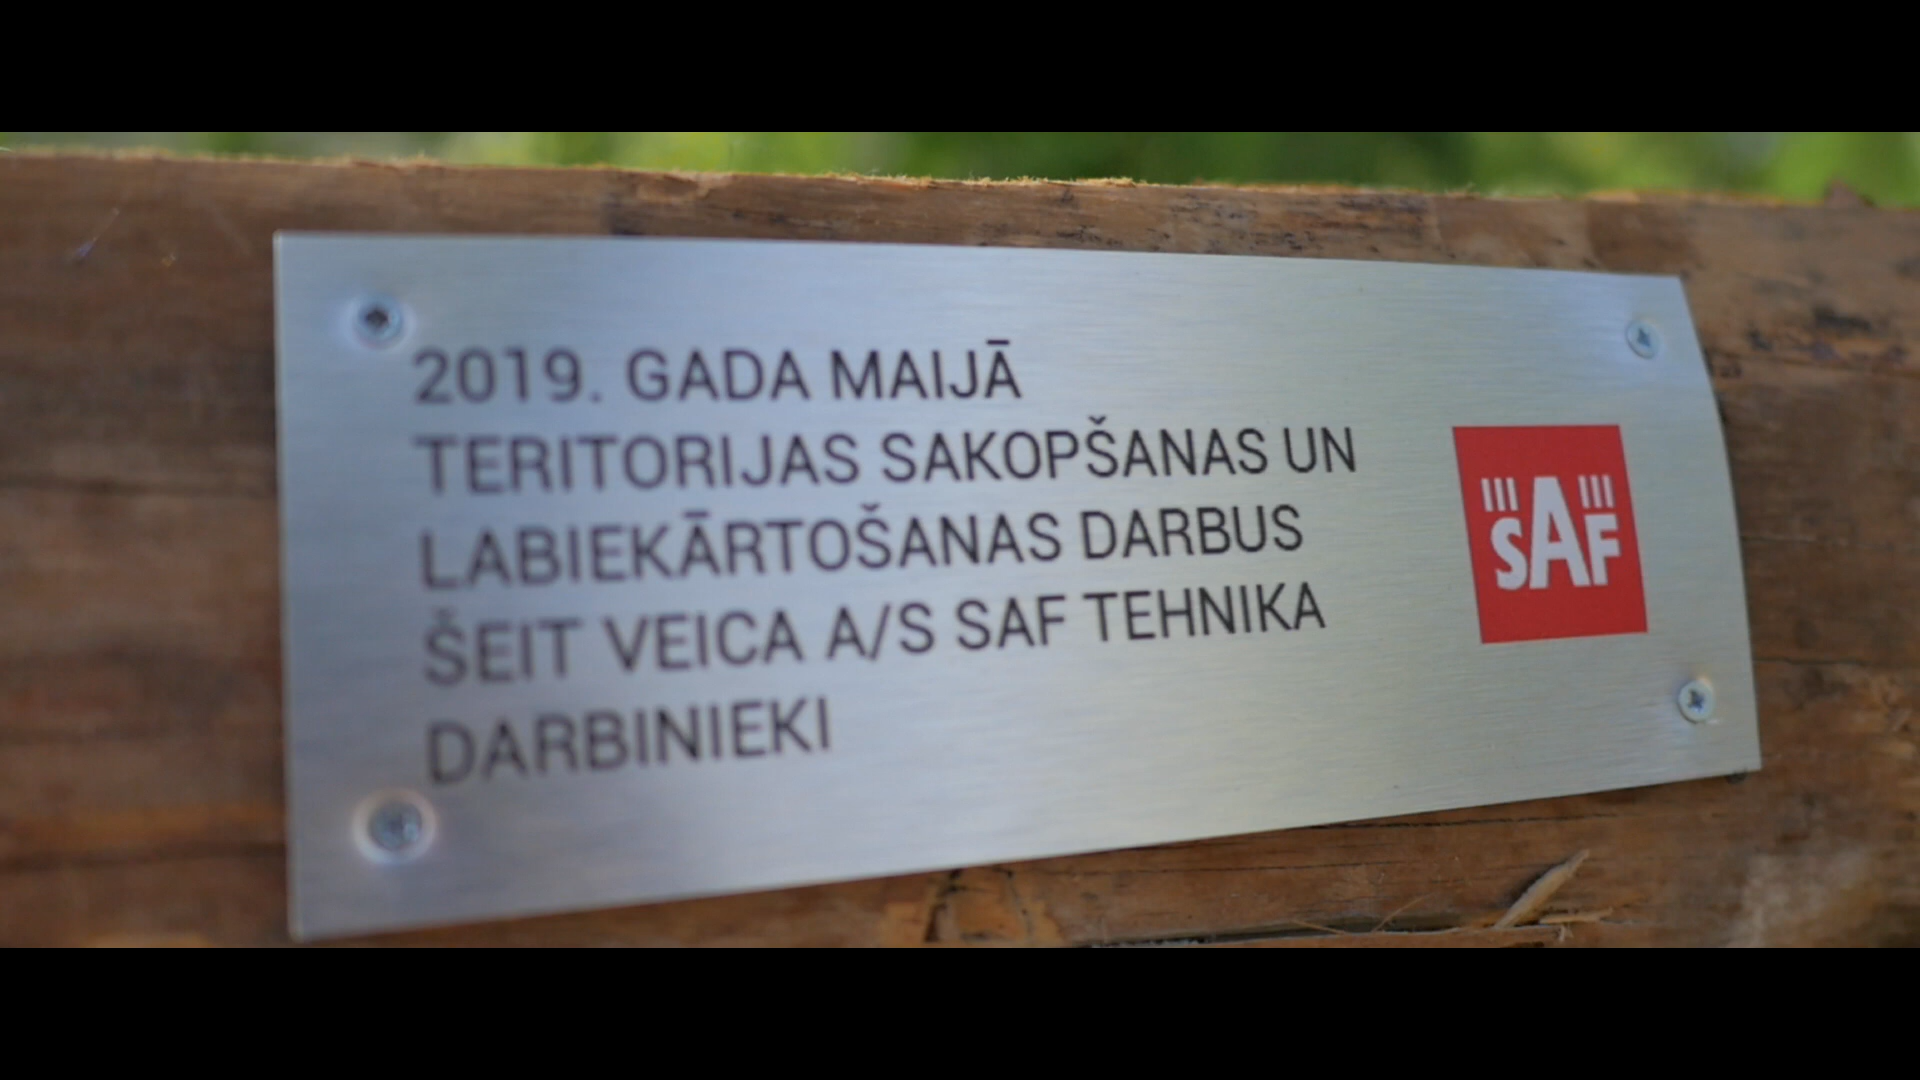 2019. GADA MAIJĀ
TERITORIJAS SAKOPŠANAS UN
LABIEKĀRTOŠANAS DARBUS
ŠEIT VEICA A/S SAF TEHNIKA
DARBINIEKI
SAF